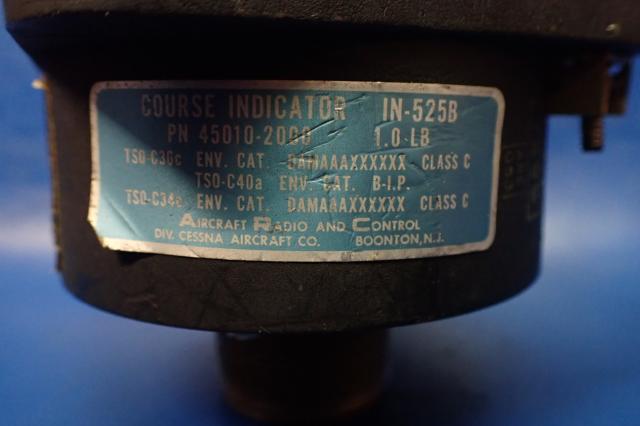 COURSE INDICATOR IN-525B
PN 45010-2000 1.0 LB
TSO-C36c ENV. CAT. DAMAAAXXXXXX CLASS C
TSO-C40a ENV. CAT. B-I.P.
TSO-C34c ENV. CAT. DAMAAAXXXXXX CLASS C
AIRCRAFT RADIO AND CONTROL
DIV. CESSNA AIRCRAFT CO. BOONTON, N.J.